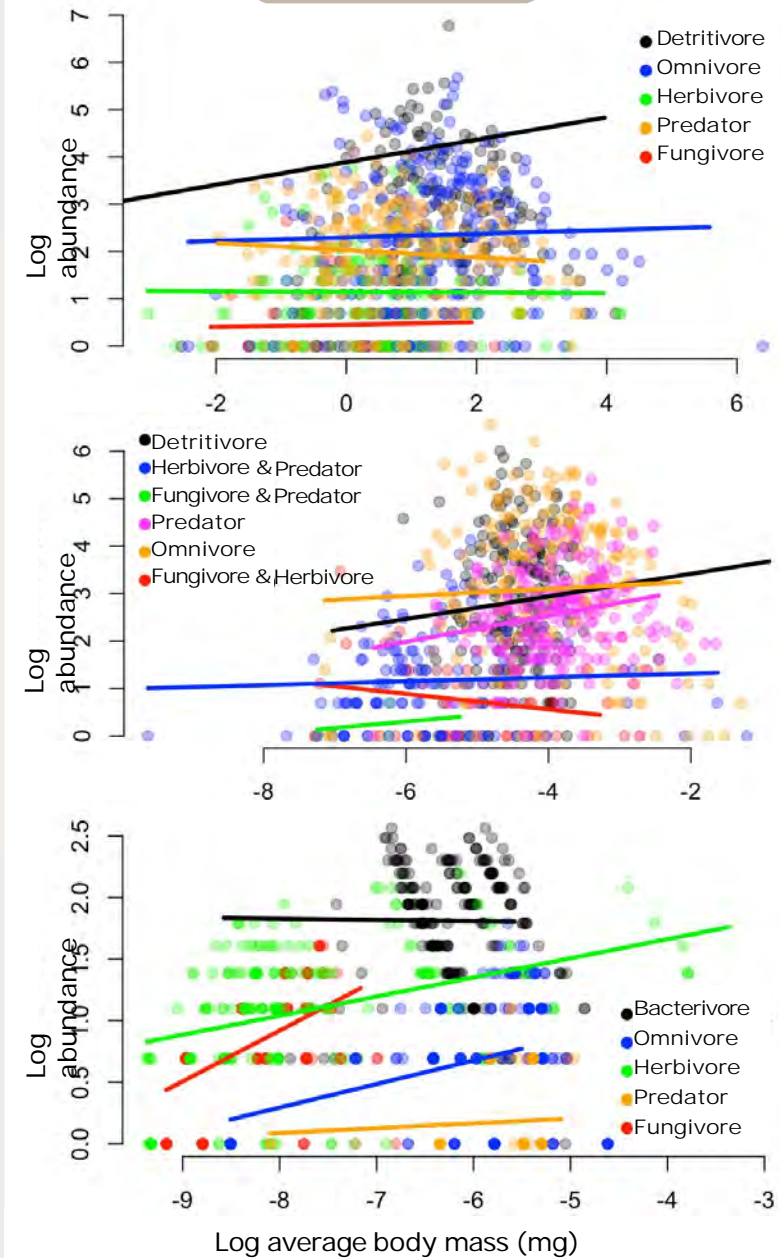 7
6
5
4
3
2
1
0
Log
abundance
Detritivore
Omnivore
Herbivore
Predator
Fungivore
-2 0 2 4 6
6
5
4
3
2
1
0
Log
abundance
Detritivore
Herbivore & Predator
Fungivore & Predator
Predator
Omnivore
Fungivore & Herbivore
-8 -6 -4 -2
2.5
2.0
1.5
1.0
0.5
0.0
Log
abundance
Bacterivore
Omnivore
Herbivore
Predator
Fungivore
-9 -8 -7 -6 -5 -4 -3
Log average body mass (mg)